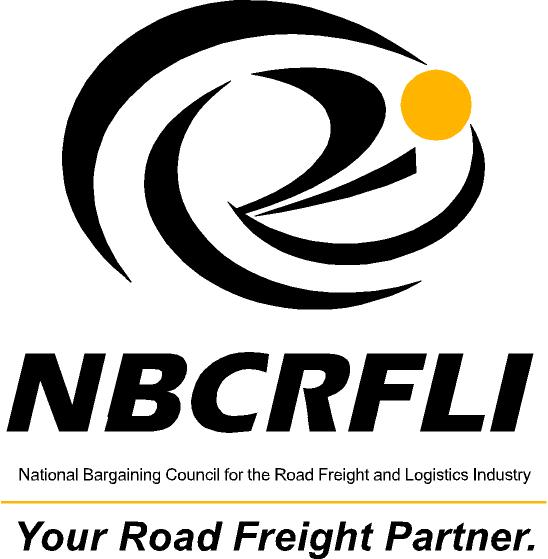 NBCRFLI
National Bargaining Council for the Road Freight and Logistics Industry
Your Road Freight Partner.